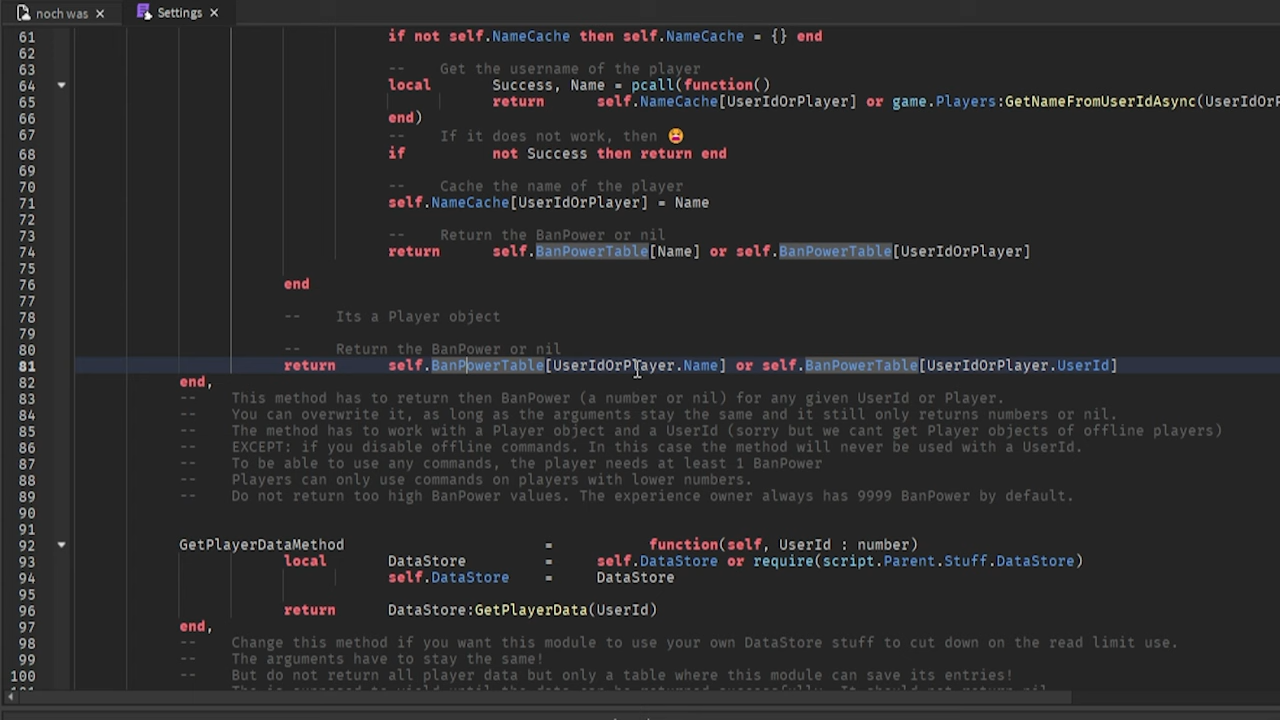 noch was
Settings
61 if not self.NameCache then self.NameCache = {} end
62
63 -- Get the username of the player
64 local Success, Name = pcall(function()
65 return self.NameCache[UserIdOrPlayer] or game.Players:GetNameFromUserIdAsync(UserIdOrP
66 end)
67 -- If it does not work, then 😫
68 if not Success then return end
69
70 -- Cache the name of the player
71 self.NameCache[UserIdOrPlayer] = Name
72
73 -- Return the BanPower or nil
74 return self.BanPowerTable[Name] or self.BanPowerTable[UserIdOrPlayer]
75
76 end
77
78 -- Its a Player object
79
80 -- Return the BanPower or nil
81 return self.BanPowerTable[UserIdOrPlayer.Name] or self.BanPowerTable[UserIdOrPlayer.UserId]
82 end,
83 -- This method has to return then BanPower (a number or nil) for any given UserId or Player.
84 -- You can overwrite it, as long as the arguments stay the same and it still only returns numbers or nil.
85 -- The method has to work with a Player object and a UserId (sorry but we cant get Player objects of offline players)
86 -- EXCEPT: if you disable offline commands. In this case the method will never be used with a UserId.
87 -- To be able to use any commands, the player needs at least 1 BanPower
88 -- Players can only use commands on players with lower numbers.
89 -- Do not return too high BanPower values. The experience owner always has 9999 BanPower by default.
90
91
92 GetPlayerDataMethod = function(self, UserId : number)
93 local DataStore = self.DataStore or require(script.Parent.Stuff.DataStore)
94 self.DataStore = DataStore
95
96 return DataStore:GetPlayerData(UserId)
97 end,
98 -- Change this method if you want this module to use your own DataStore stuff to cut down on the read limit use.
99 -- The arguments have to stay the same!
100 -- But do not return all player data but only a table where this module can save its entries!